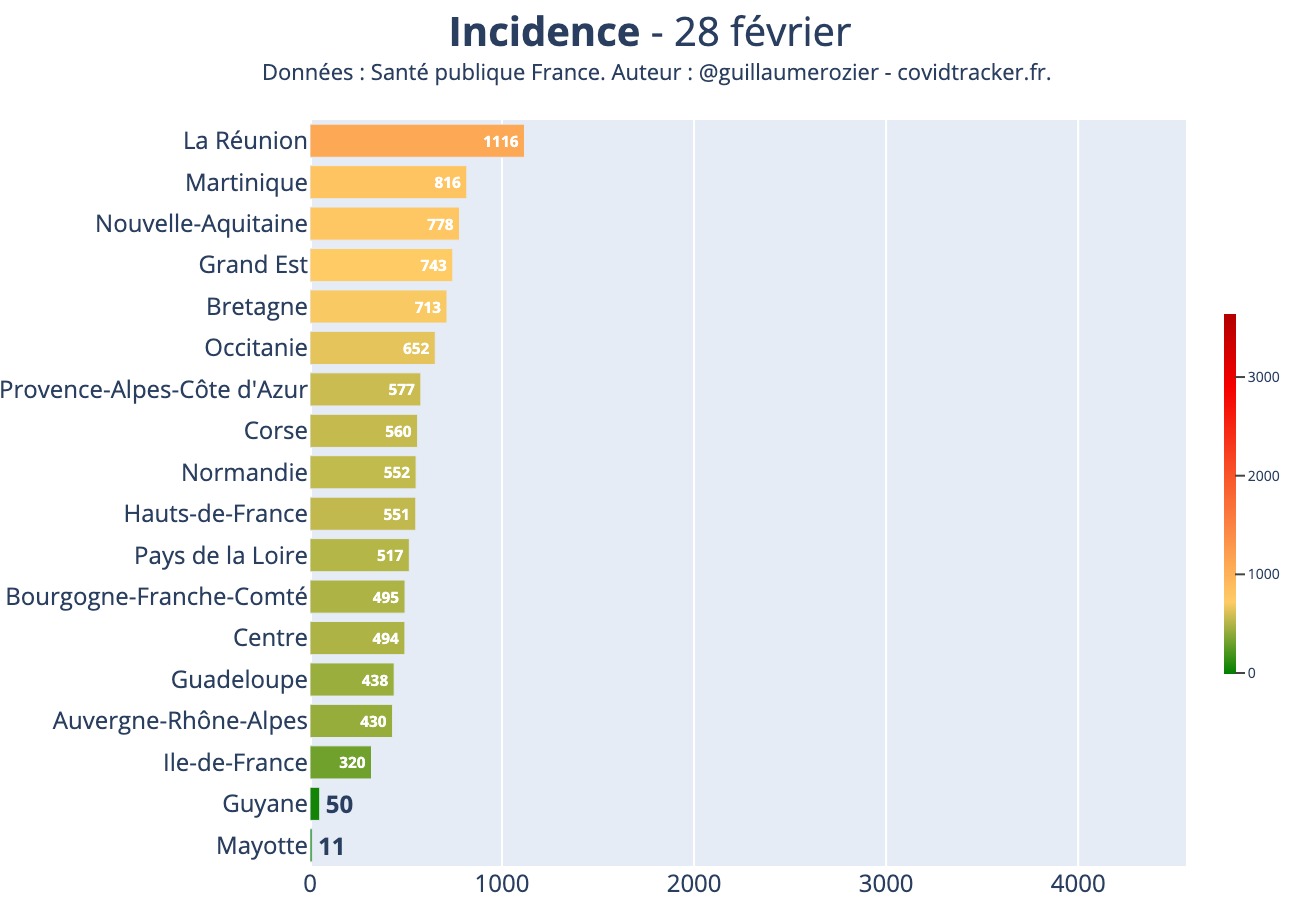 Incidence - 28 février
Données : Santé publique France. Auteur : @guillaumerozier - covidtracker.fr.
La Réunion 1116
Martinique 816
Nouvelle-Aquitaine 778
Grand Est 743
Bretagne 713
Occitanie 652
Provence-Alpes-Côte d'Azur 577
Corse 560
Normandie 552
Hauts-de-France 551
Pays de la Loire 517
Bourgogne-Franche-Comté 495
Centre 494
Guadeloupe 438
Auvergne-Rhône-Alpes 430
Ile-de-France 320
Guyane 50
Mayotte 11
0 1000 2000 3000 4000
3000
2000
1000
0